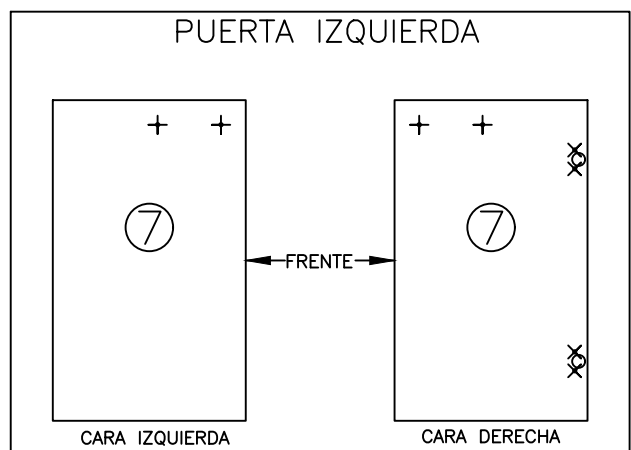 PUERTA IZQUIERDA
7
7
FRENTE
CARA IZQUIERDA
CARA DERECHA